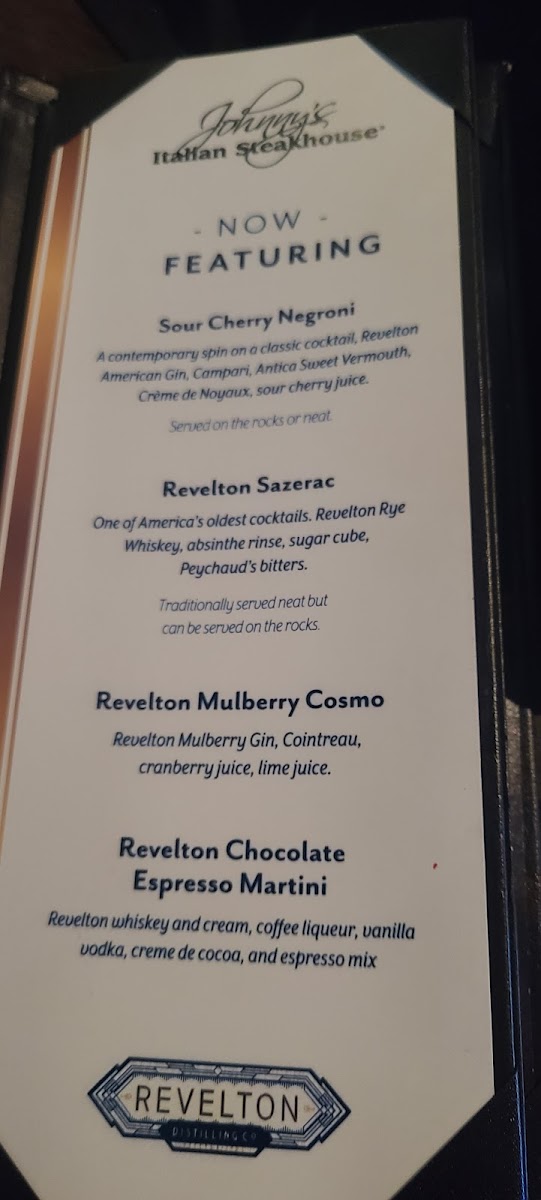 Johnny's
Italian Steakhouse®
- NOW -
FEATURING
Sour Cherry Negroni
A contemporary spin on a classic cocktail, Revelton
American Gin, Campari, Antica Sweet Vermouth,
Crème de Noyaux, sour cherry juice.
Served on the rocks or neat.
Revelton Sazerac
One of America's oldest cocktails. Revelton Rye
Whiskey, absinthe rinse, sugar cube,
Peychaud's bitters.
Traditionally served neat but
can be served on the rocks.
Revelton Mulberry Cosmo
Revelton Mulberry Gin, Cointreau,
cranberry juice, lime juice.
Revelton Chocolate
Espresso Martini
Revelton whiskey and cream, coffee liqueur, vanilla
vodka, creme de cocoa, and espresso mix
REVELTON
DISTILLING CO